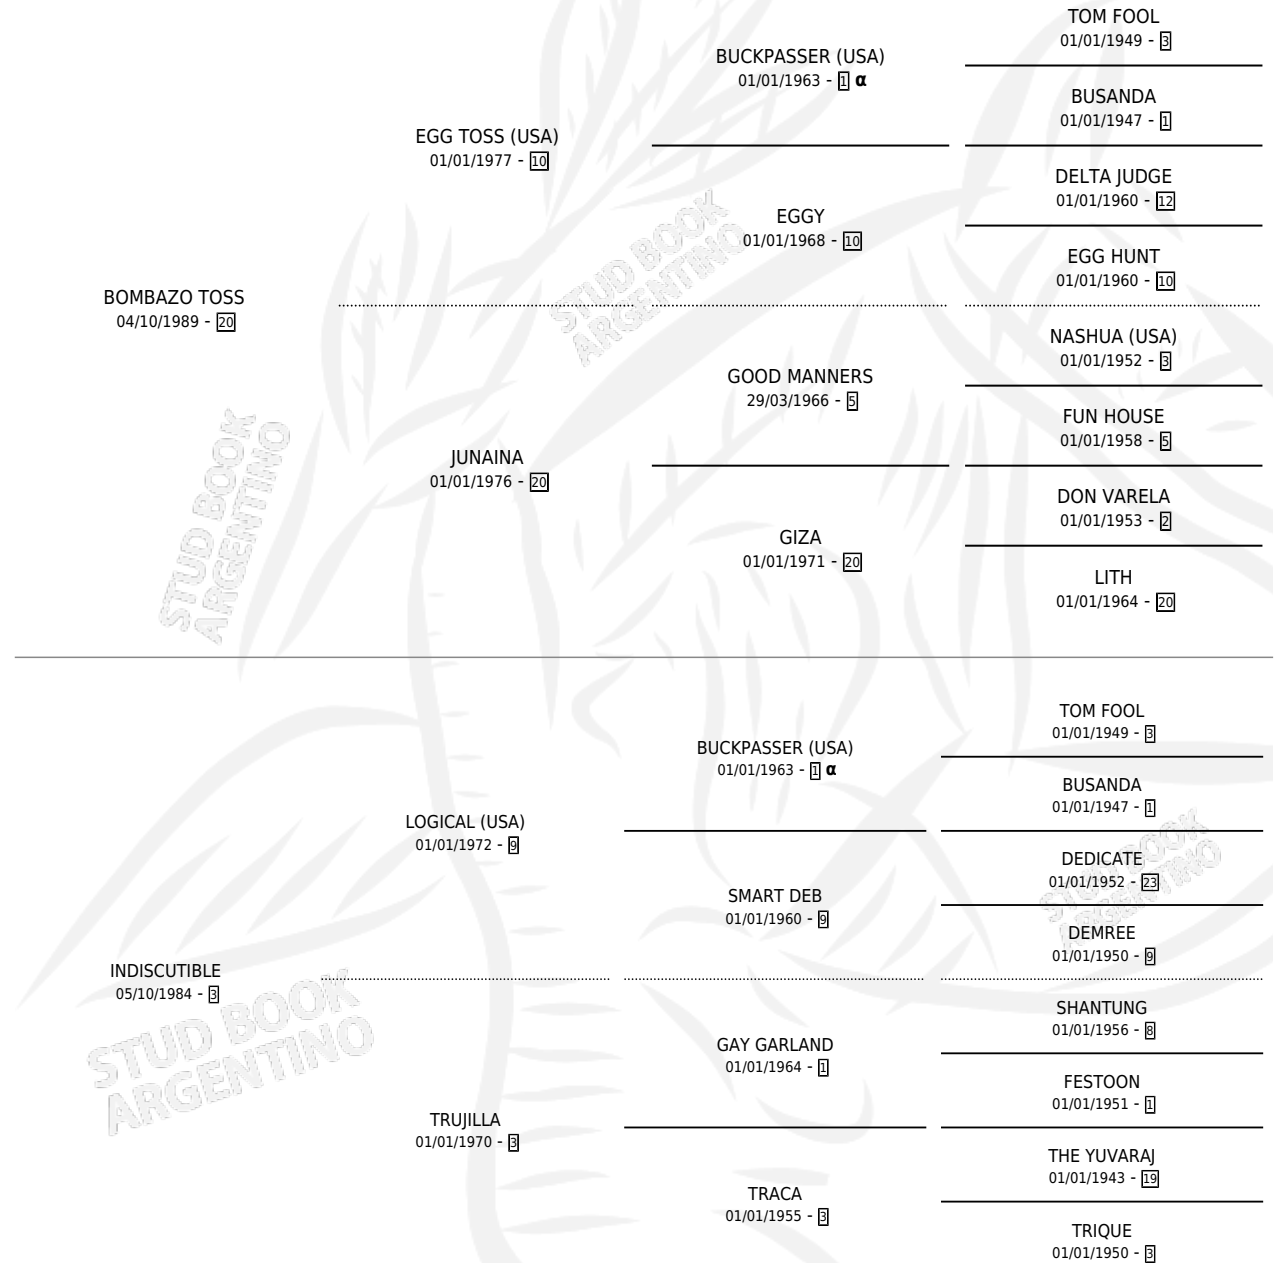 TOM FOOL
01/01/1949 - 3
BUCKPASSER (USA)
01/01/1963 - 1 α
BUSANDA
01/01/1947 - 1
EGG TOSS (USA)
01/01/1977 - 10
DELTA JUDGE
01/01/1960 - 12
EGGY
01/01/1968 - 10
EGG HUNT
01/01/1960 - 10
STUD BOOK
ARGENTINO
BOMBAZO TOSS
04/10/1989 - 20
NASHUA (USA)
01/01/1952 - 3
GOOD MANNERS
29/03/1966 - 5
FUN HOUSE
01/01/1958 - 5
JUNAINA
01/01/1976 - 20
DON VARELA
01/01/1953 - 2
GIZA
01/01/1971 - 20
LITH
01/01/1964 - 20
STUD BOOK
ARGENTINO
TOM FOOL
01/01/1949 - 3
BUCKPASSER (USA)
01/01/1963 - 1 α
BUSANDA
01/01/1947 - 1
LOGICAL (USA)
01/01/1972 - 9
DEDICATE
01/01/1952 - 23
SMART DEB
01/01/1960 - 9
DEMREE
01/01/1950 - 9
STUD BOOK
ARGENTINO
INDISCUTIBLE
05/10/1984 - 3
SHANTUNG
01/01/1956 - 8
GAY GARLAND
01/01/1964 - 1
FESTOON
01/01/1951 - 1
STUD BOOK
ARGENTINO
TRUJILLA
01/01/1970 - 3
THE YUVARAJ
01/01/1943 - 19
TRACA
01/01/1955 - 3
TRIQUE
01/01/1950 - 3